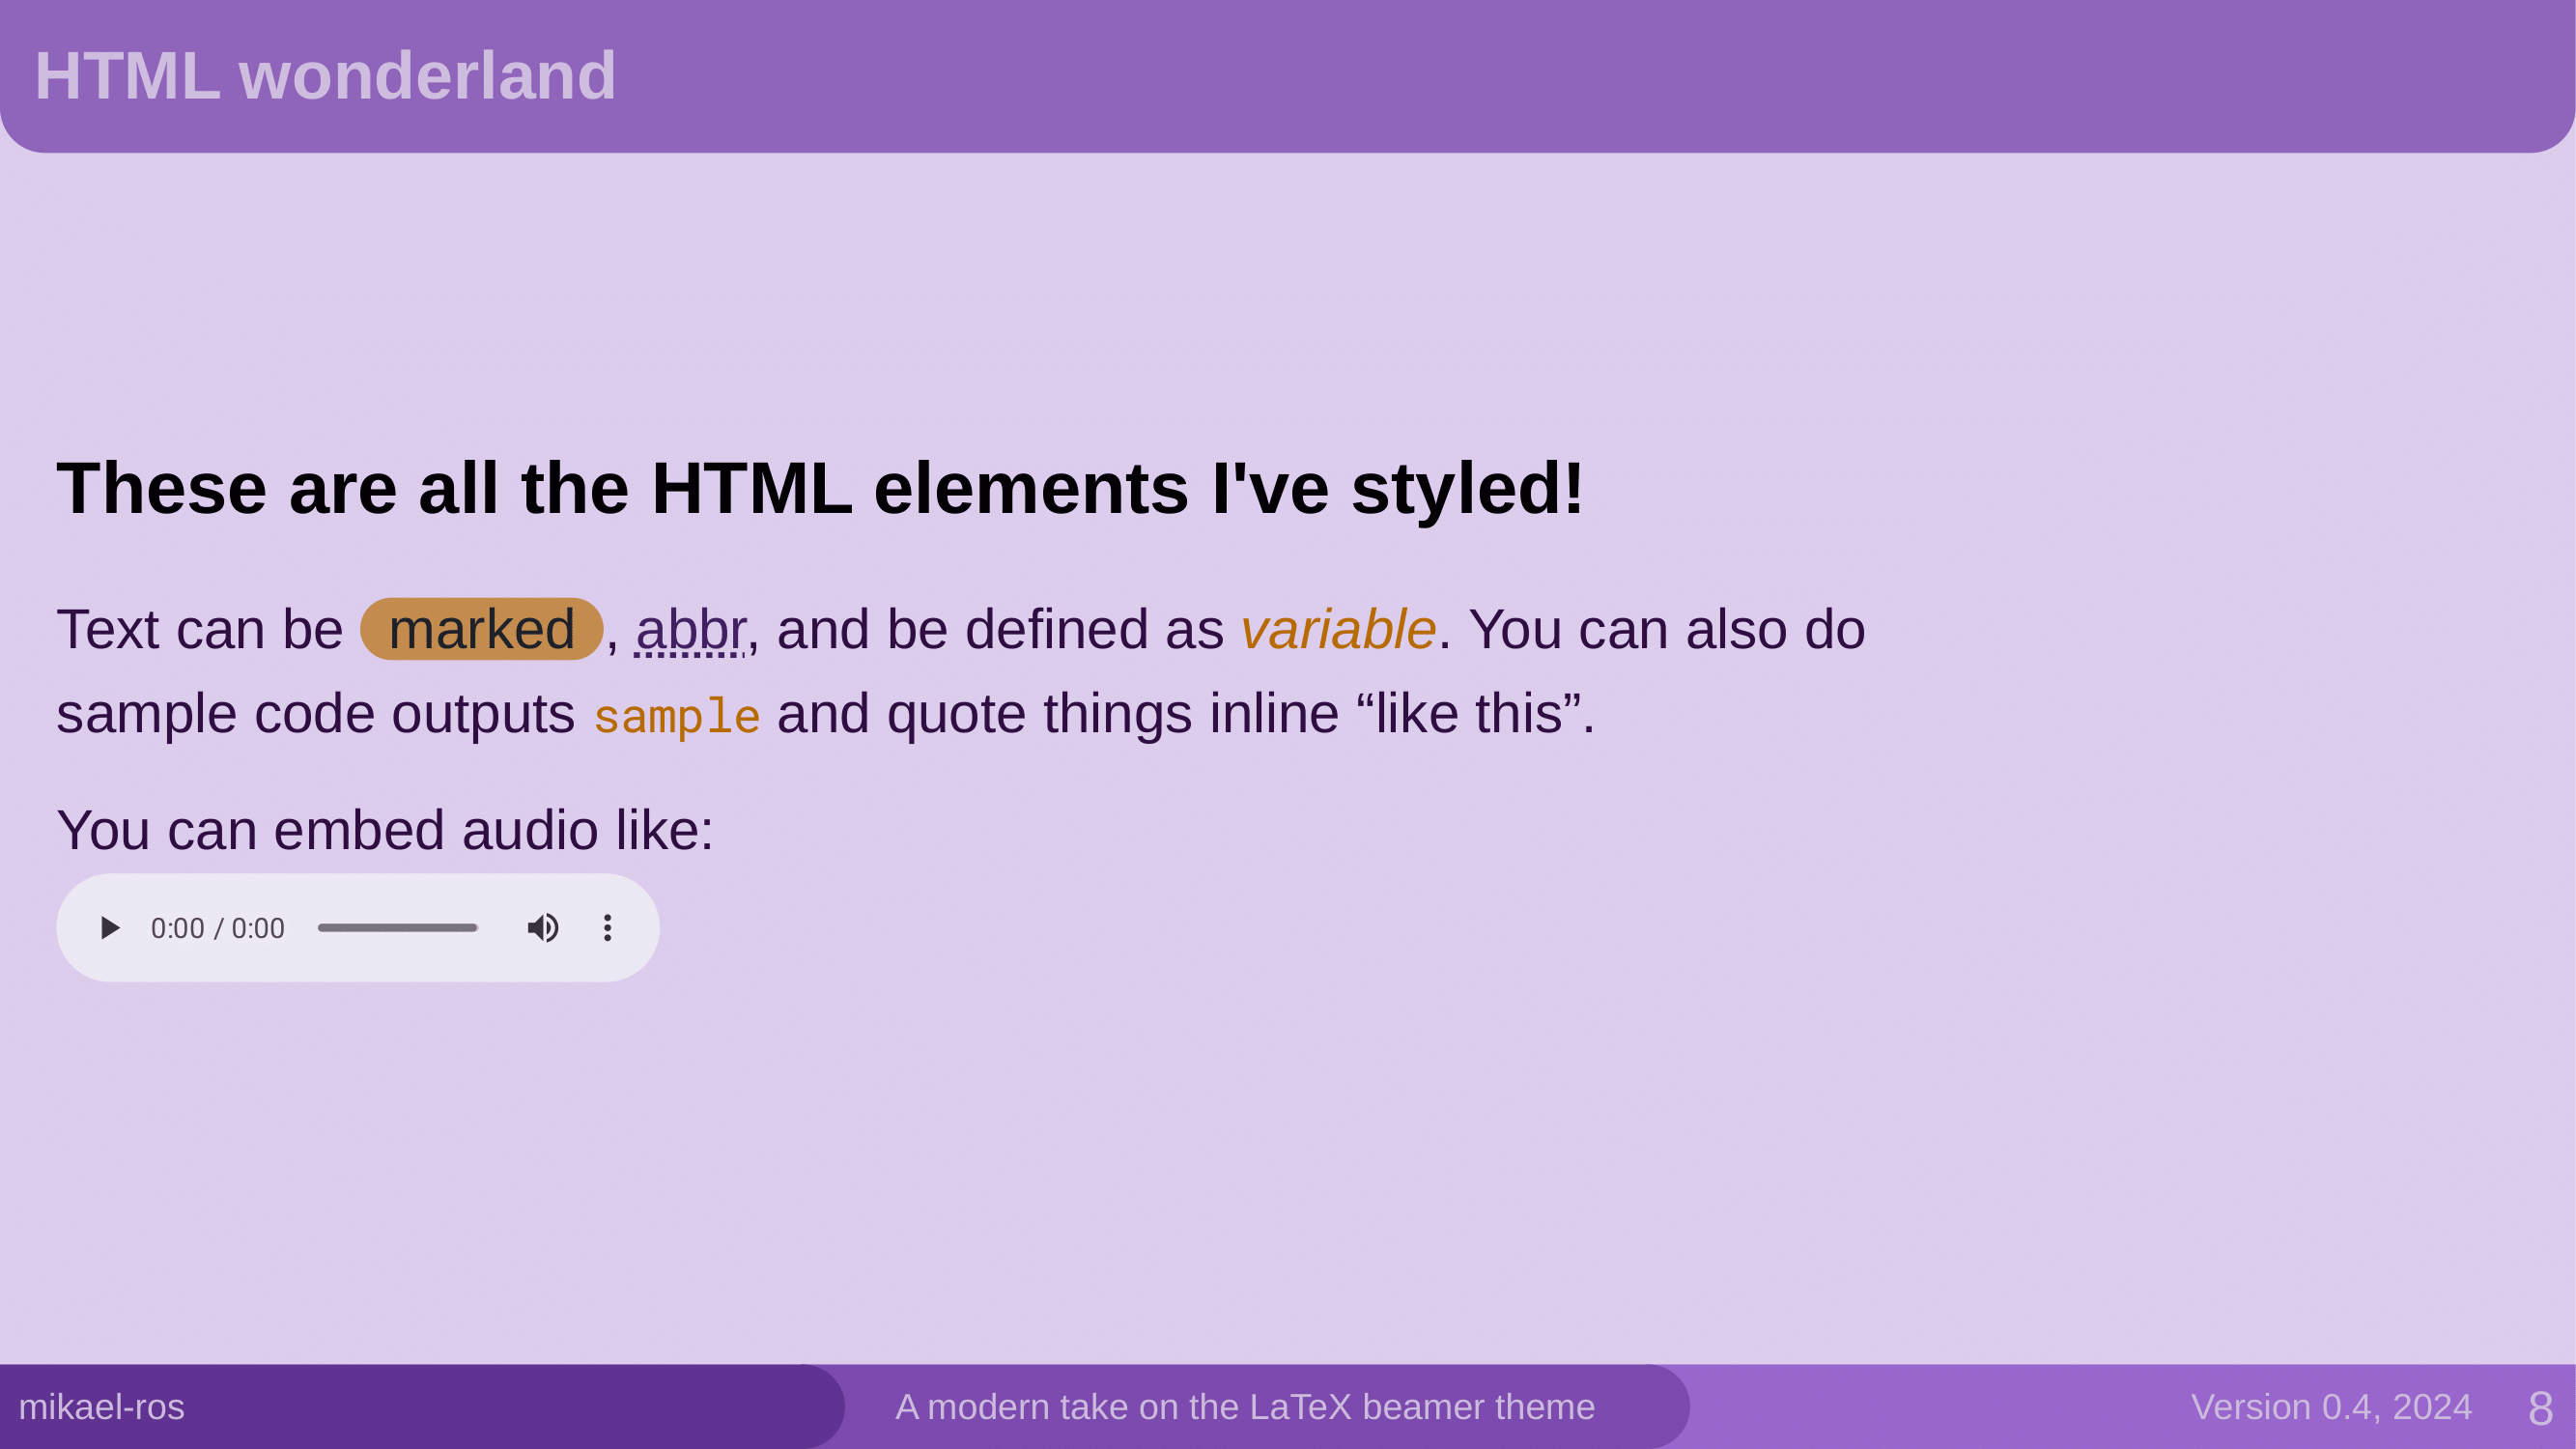 HTML wonderland
These are all the HTML elements I've styled!
Text can be marked, abbr, and be defined as variable. You can also do
sample code outputs sample and quote things inline “like this”.
You can embed audio like:
0:00 / 0:00
mikael-ros
A modern take on the LaTeX beamer theme
Version 0.4, 2024
8